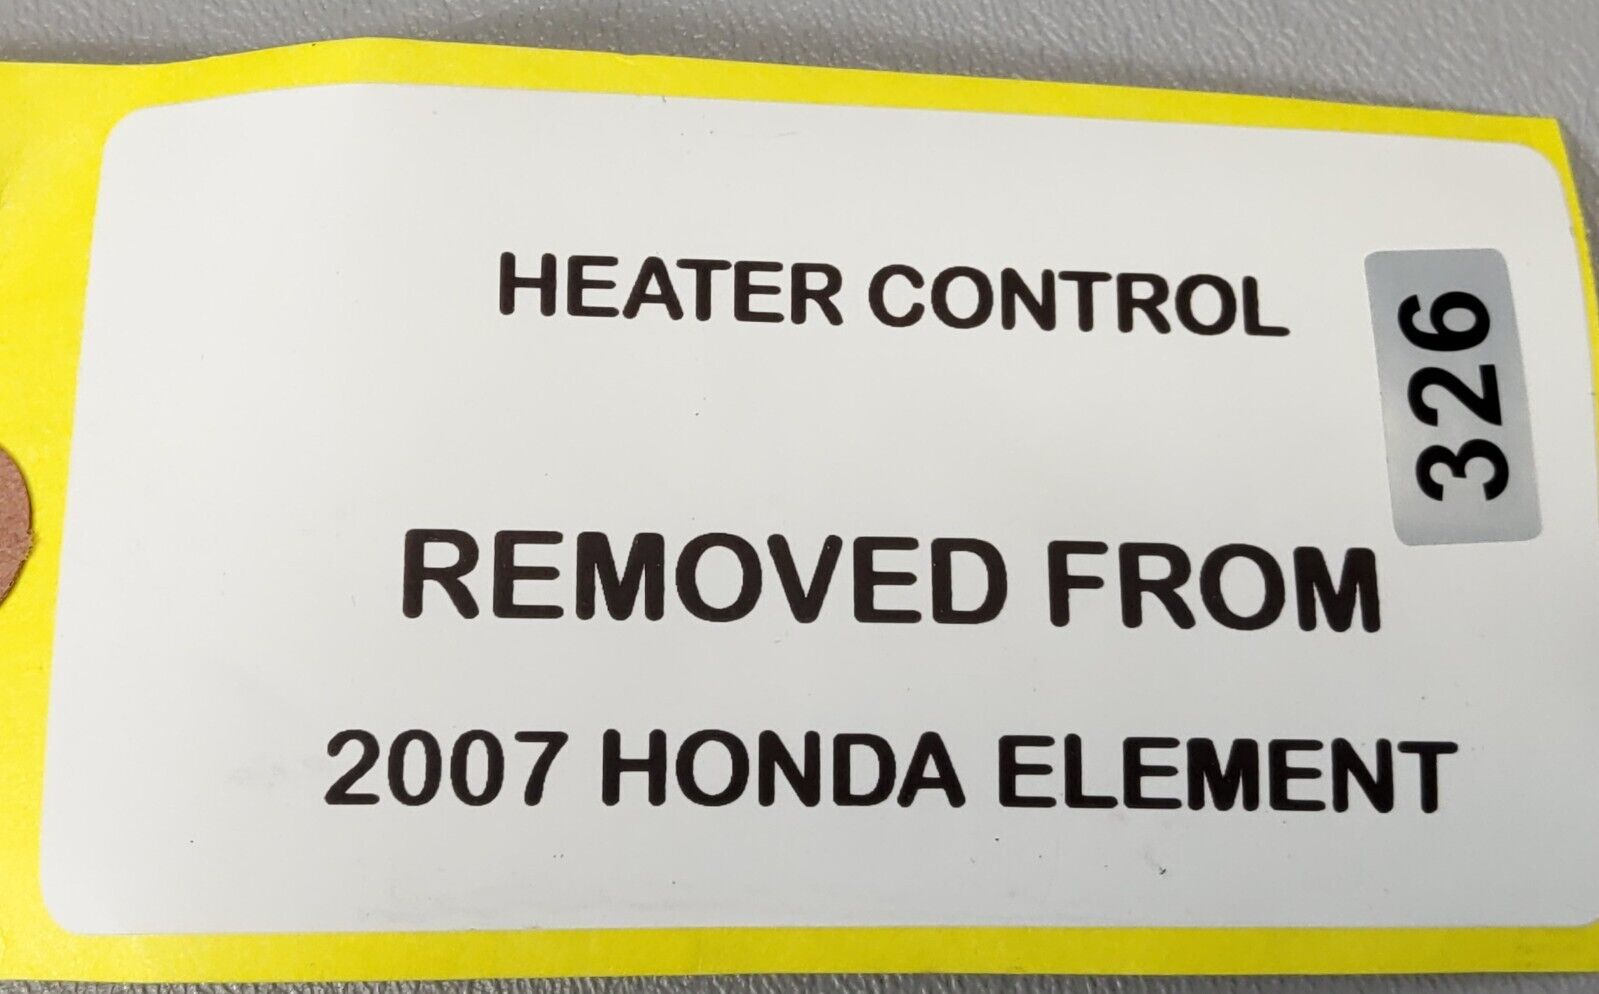 HEATER CONTROL
326
REMOVED FROM
2007 HONDA ELEMENT